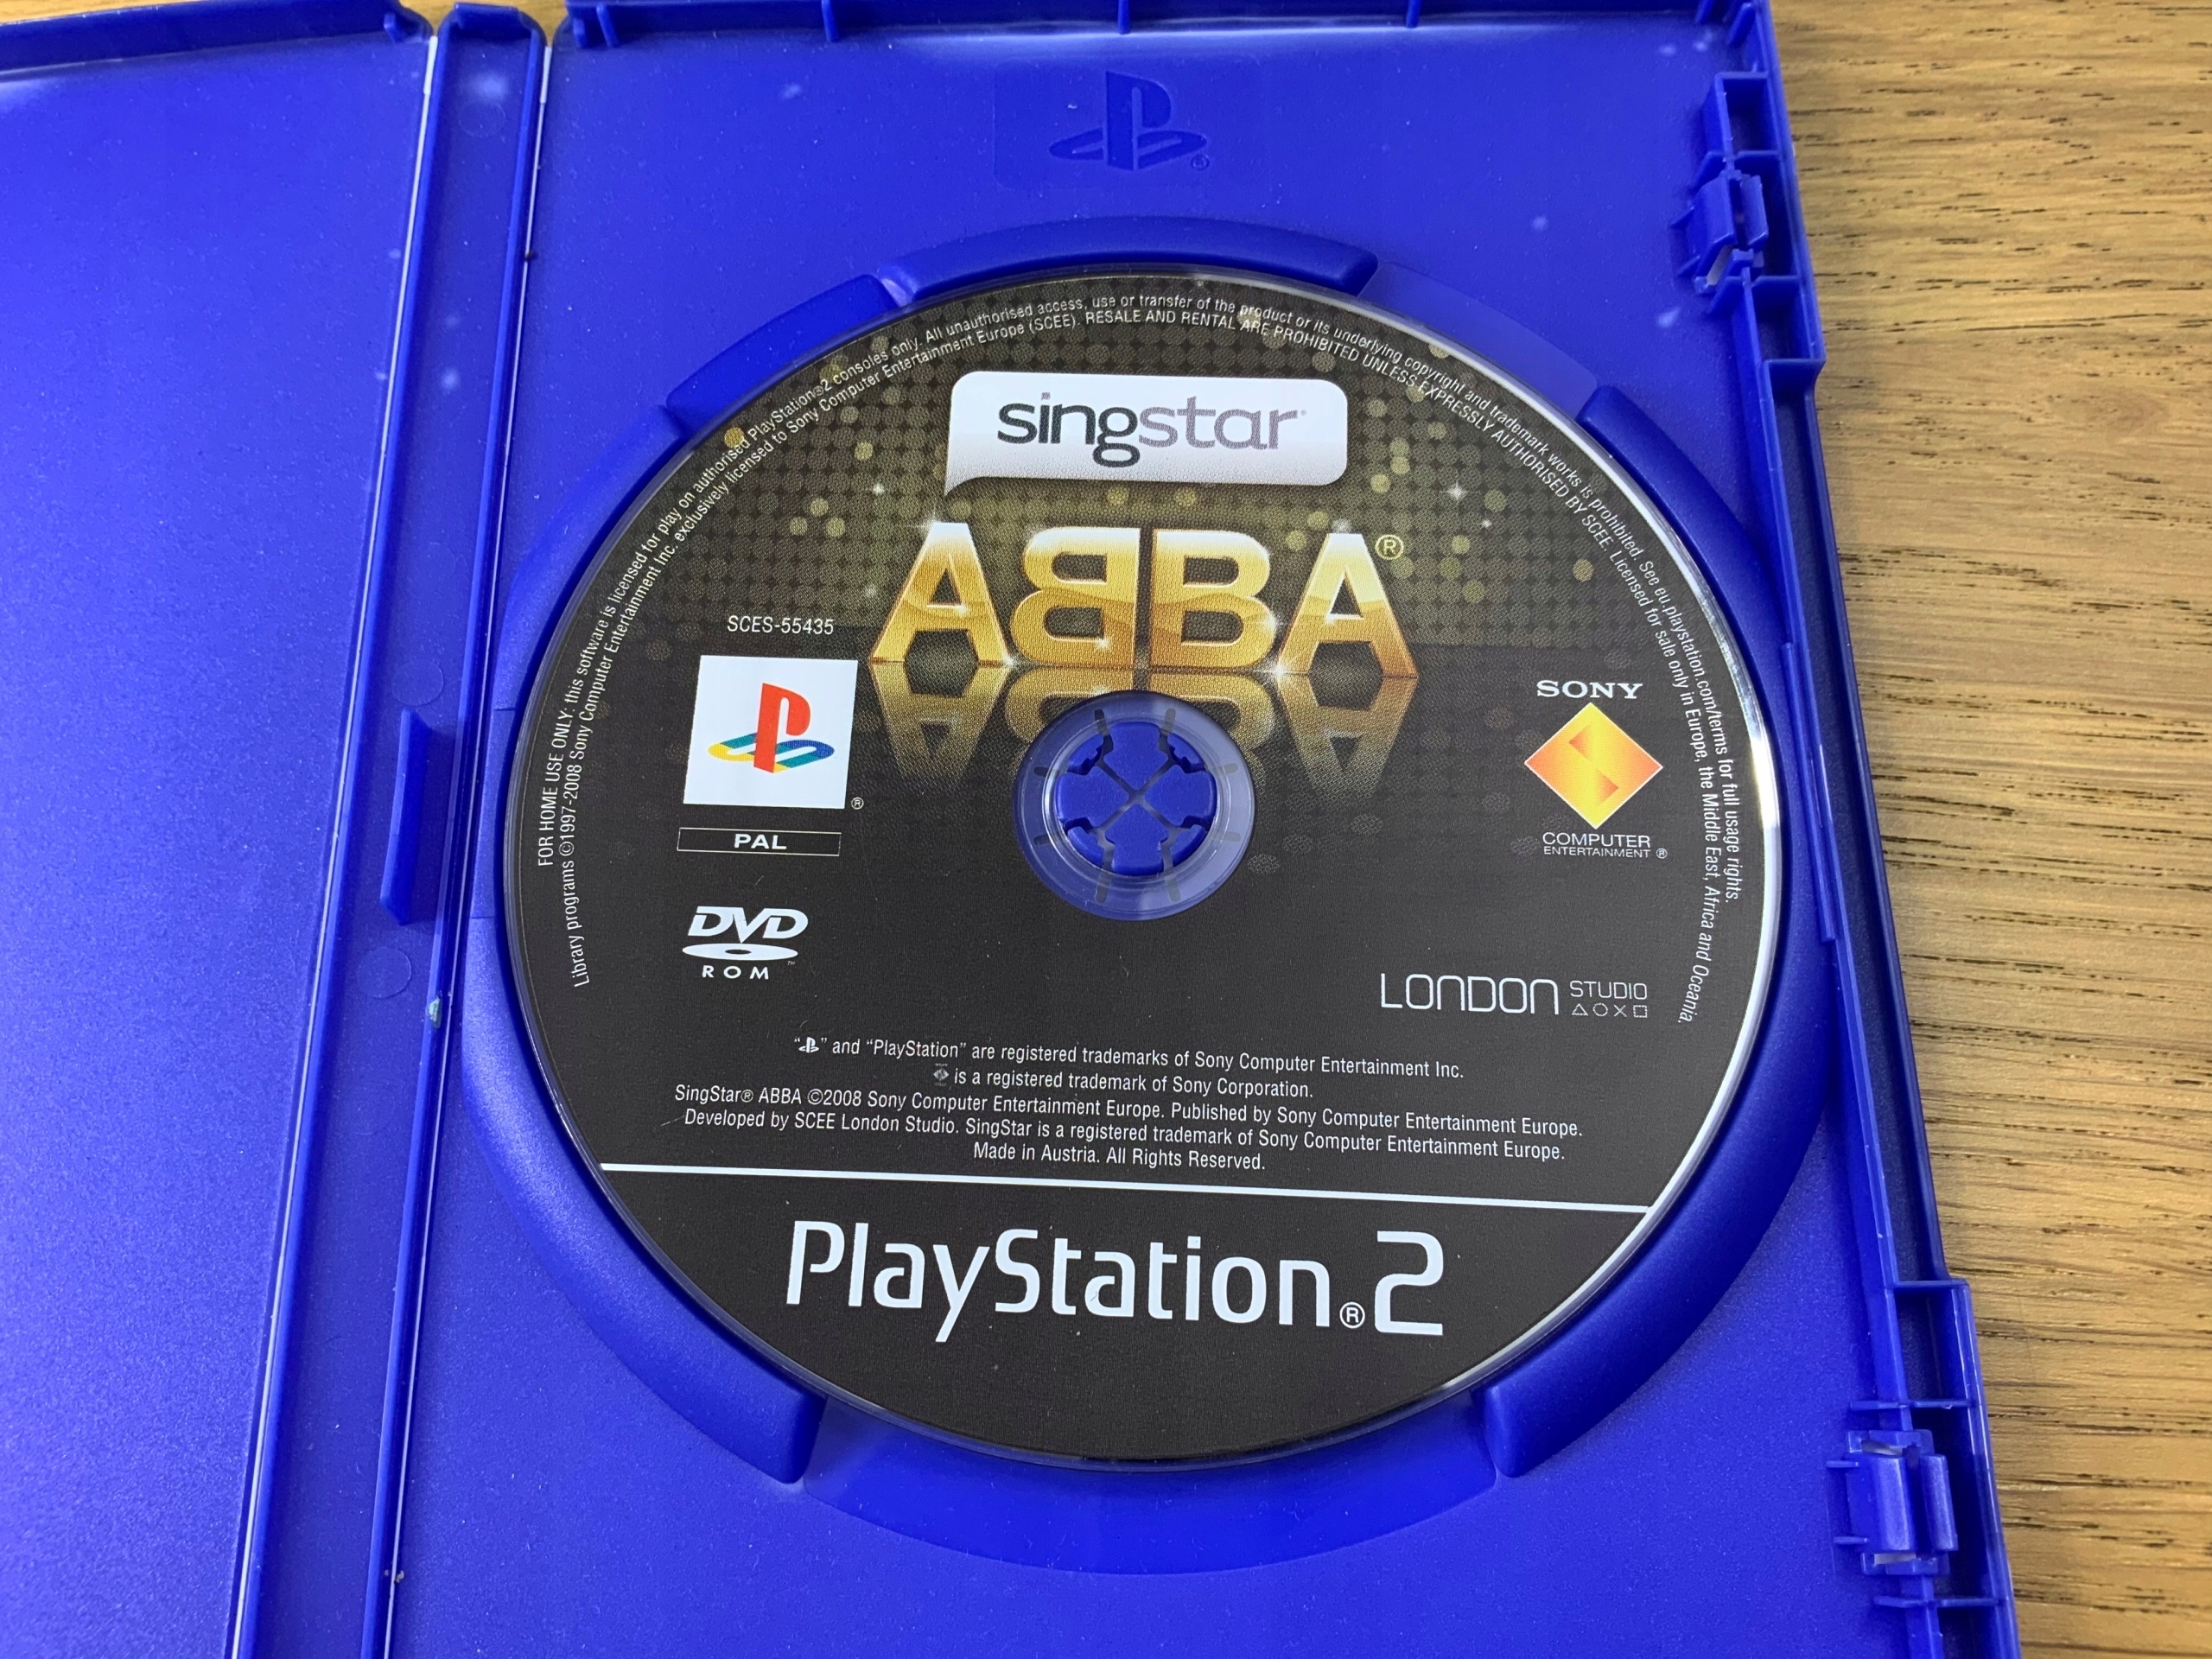 FOR HOME USE ONLY: this software is licensed for play on authorised PlayStation®2 consoles only. All unauthorised access, use or transfer of the product or its underlying copyright and trademark works is prohibited. See eu.playstation.com/terms for full usage rights.
Library programs ©1997-2008 Sony Computer Entertainment Inc. exclusively licensed to Sony Computer Entertainment Europe (SCEE). RESALE AND RENTAL ARE PROHIBITED UNLESS EXPRESSLY AUTHORISED BY SCEE. Licensed for sale only in Europe, the Middle East, Africa and Oceania.
singstar
ABBA®
SCES-55435
SONY
®
PAL
COMPUTER
ENTERTAINMENT ®
DVD
ROM ™
LONDON STUDIO
"PS" and "PlayStation" are registered trademarks of Sony Computer Entertainment Inc.
is a registered trademark of Sony Corporation.
SingStar® ABBA ©2008 Sony Computer Entertainment Europe. Published by Sony Computer Entertainment Europe.
Developed by SCEE London Studio. SingStar is a registered trademark of Sony Computer Entertainment Europe.
Made in Austria. All Rights Reserved.
PlayStation®2